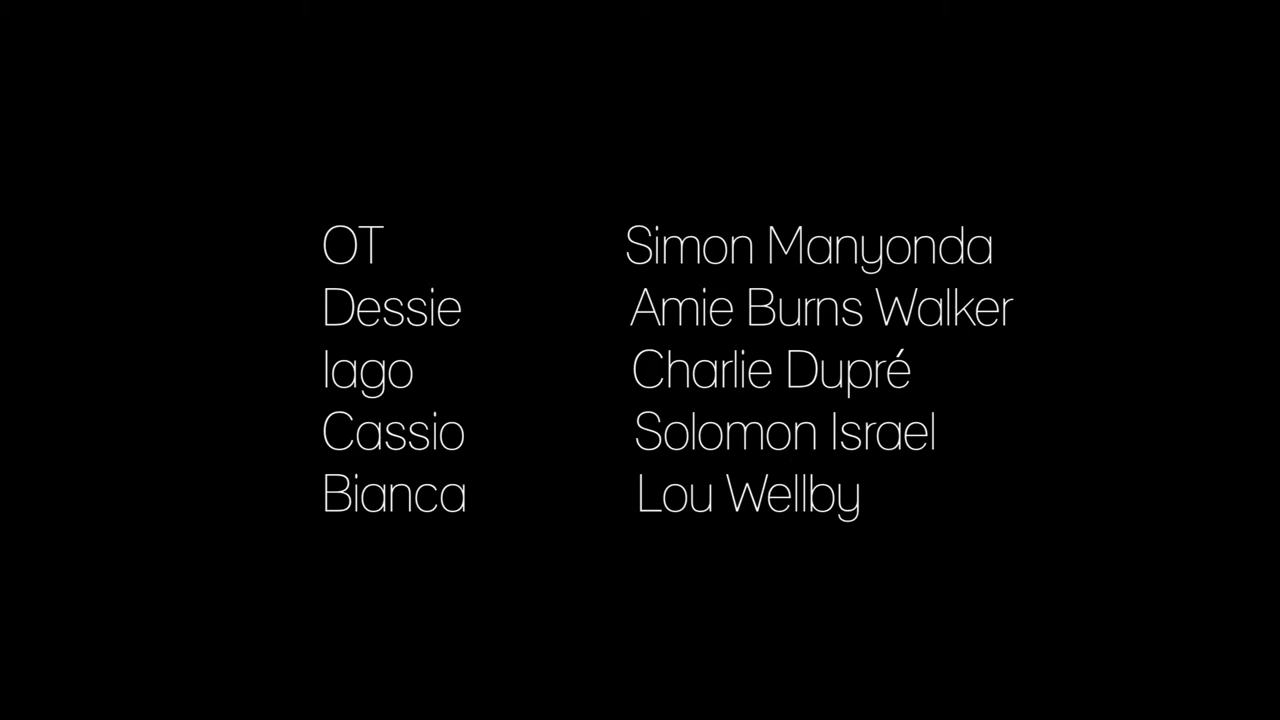 OT Simon Manyonda
Dessie Amie Burns Walker
Iago Charlie Dupré
Cassio Solomon Israel
Bianca Lou Wellby